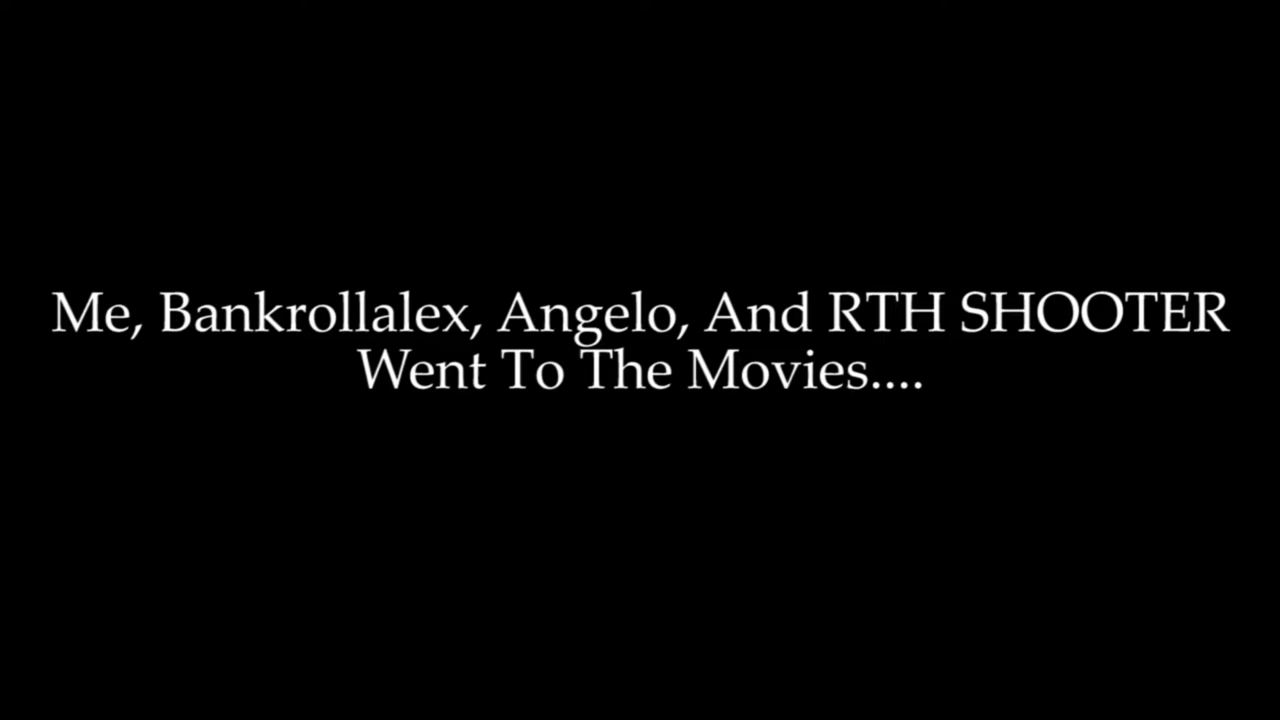 Me, Bankrollalex, Angelo, And RTH SHOOTER
Went To The Movies....